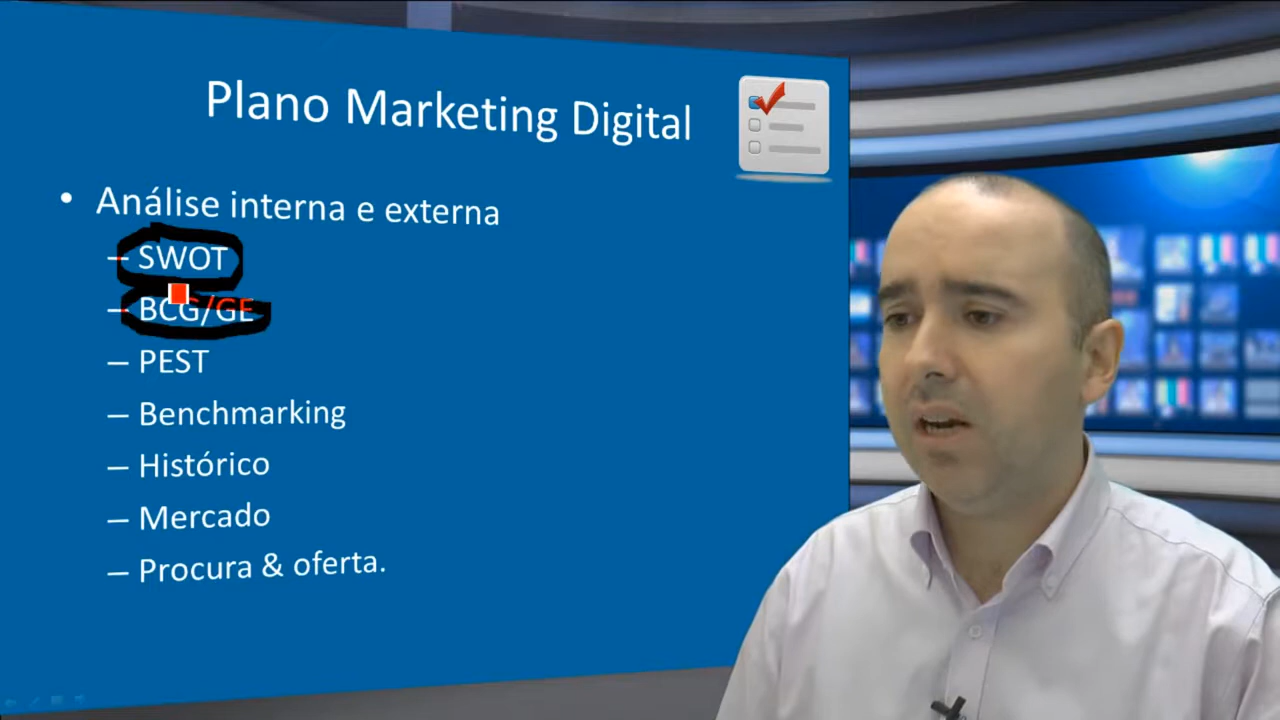 Plano Marketing Digital
• Análise interna e externa
– SWOT
– BCG/GE
– PEST
– Benchmarking
– Histórico
– Mercado
– Procura & oferta.